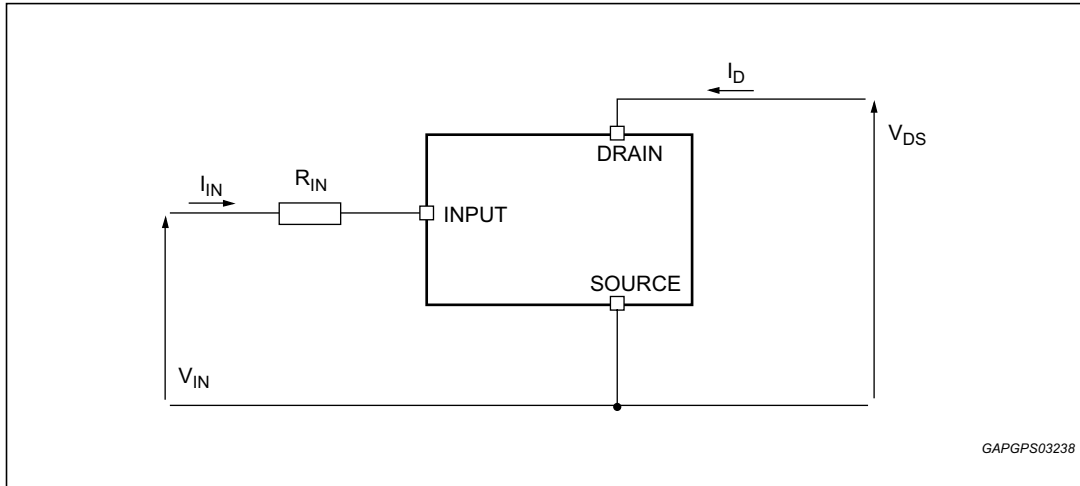 I_D
DRAIN
V_DS
I_IN
R_IN
INPUT
SOURCE
V_IN
GAPGPS03238